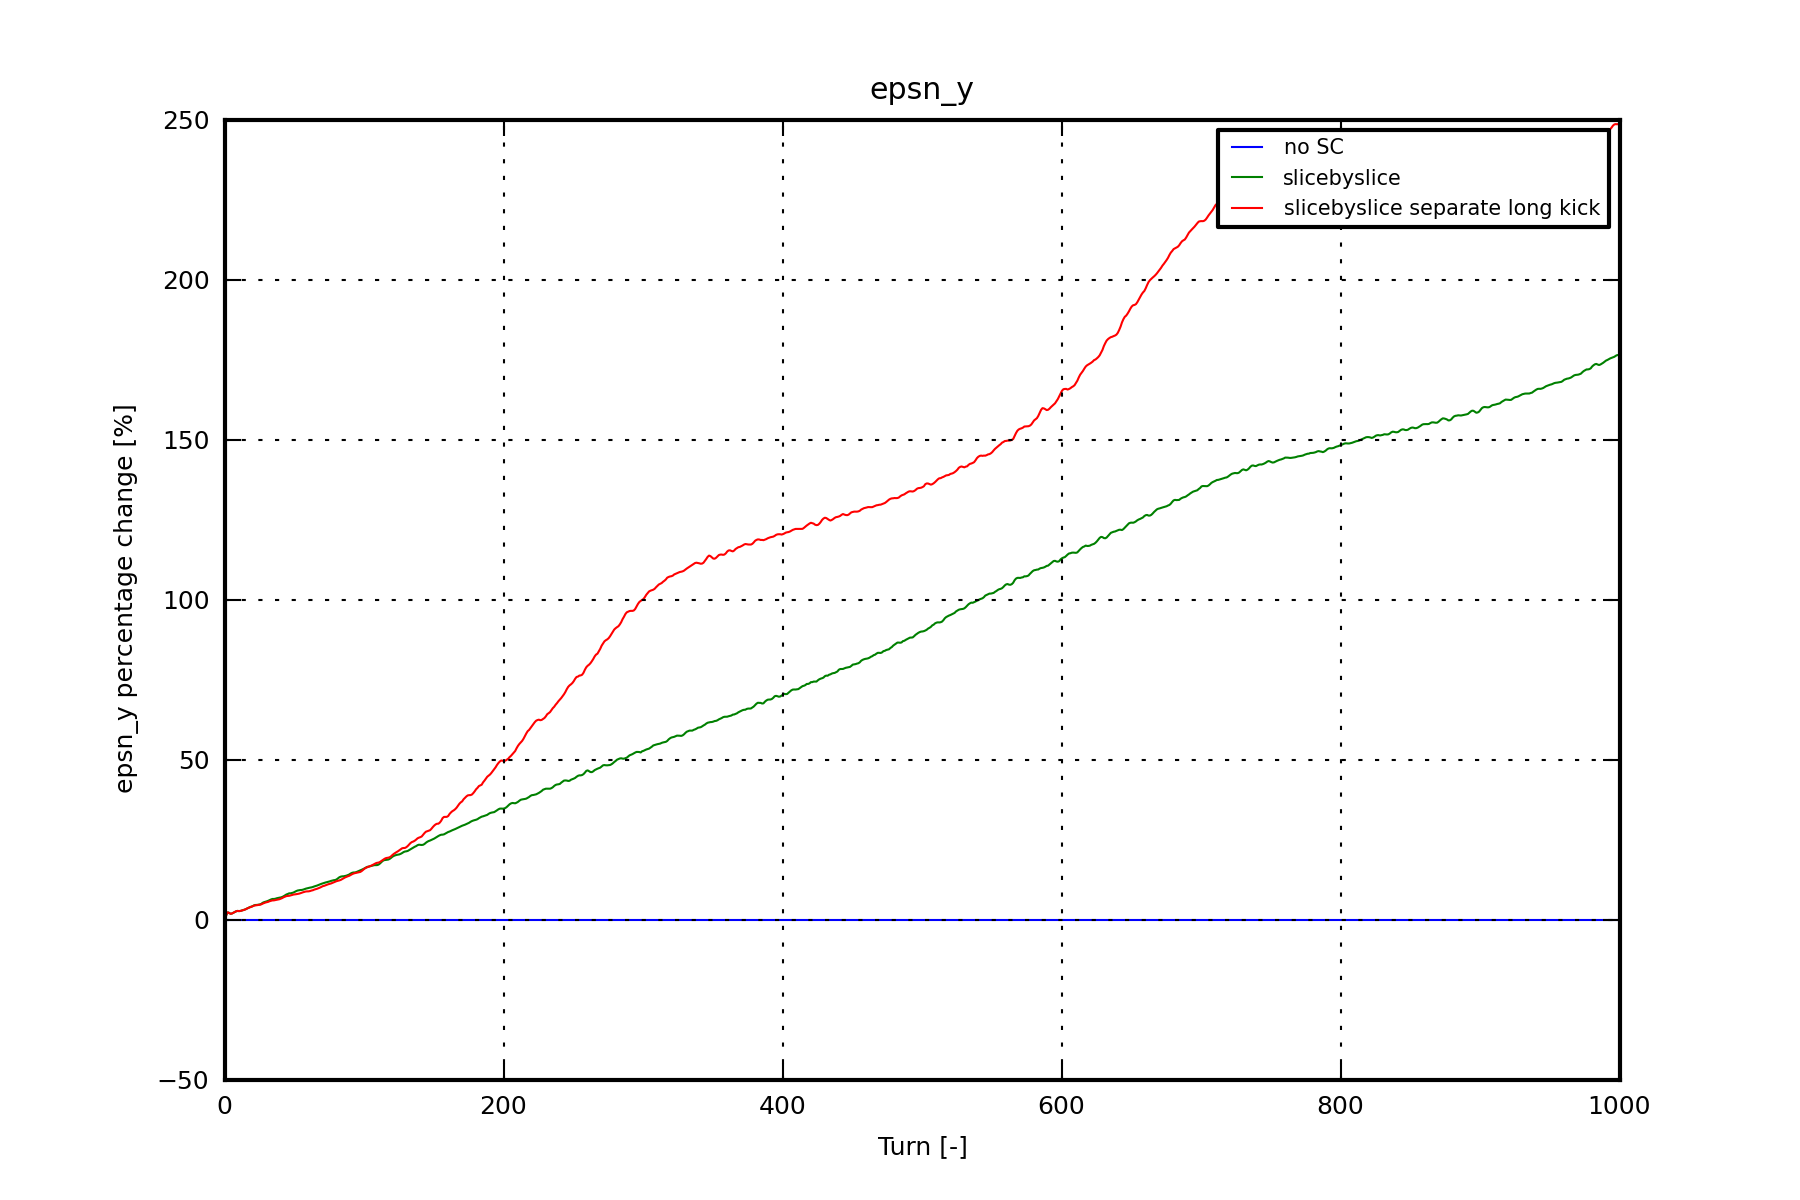 epsn_y
250
200
150
100
50
0
−50
epsn_y percentage change [%]
no SC
slicebyslice
slicebyslice separate long kick
0 200 400 600 800 1000
Turn [-]